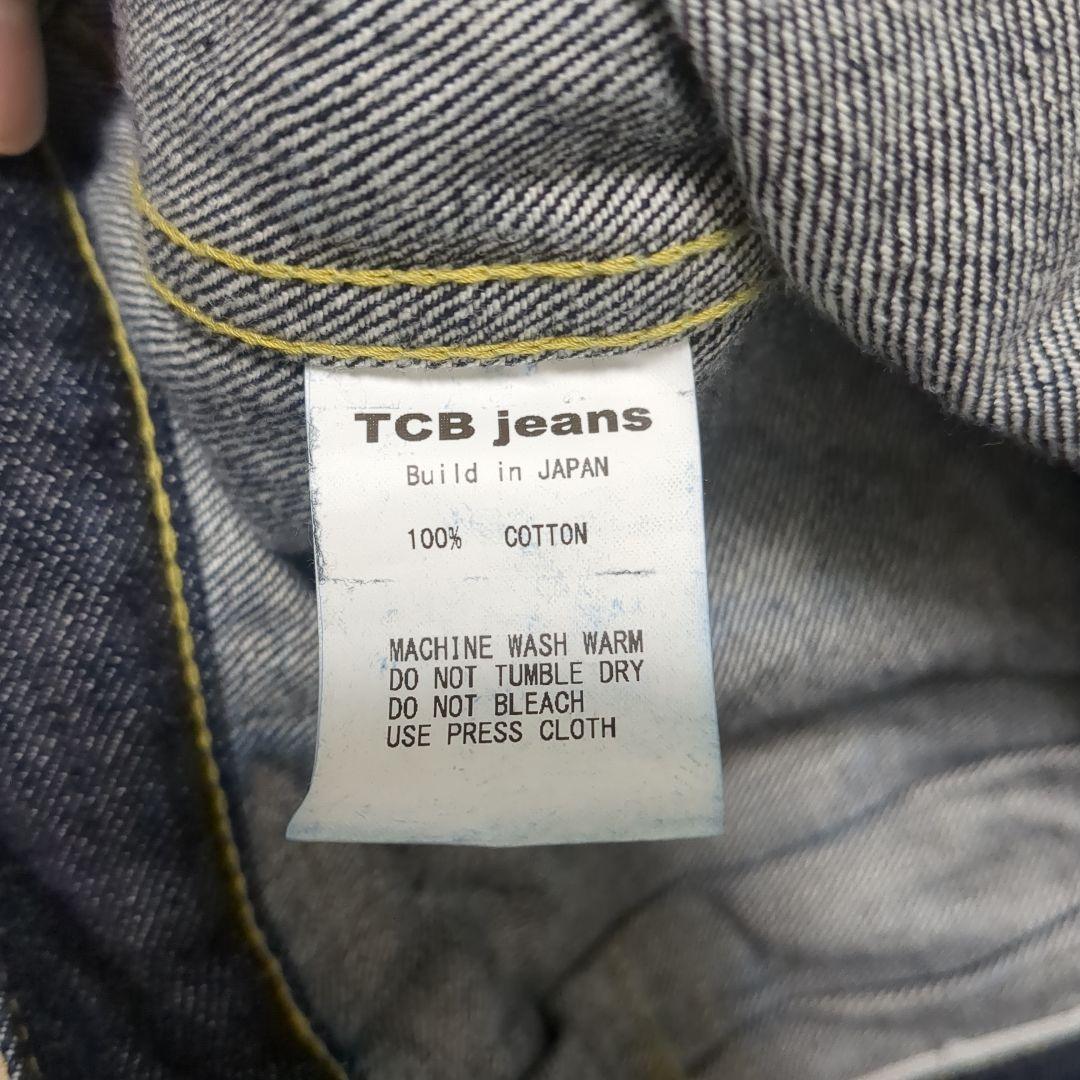 TCB jeans
Build in JAPAN
100% COTTON
MACHINE WASH WARM
DO NOT TUMBLE DRY
DO NOT BLEACH
USE PRESS CLOTH